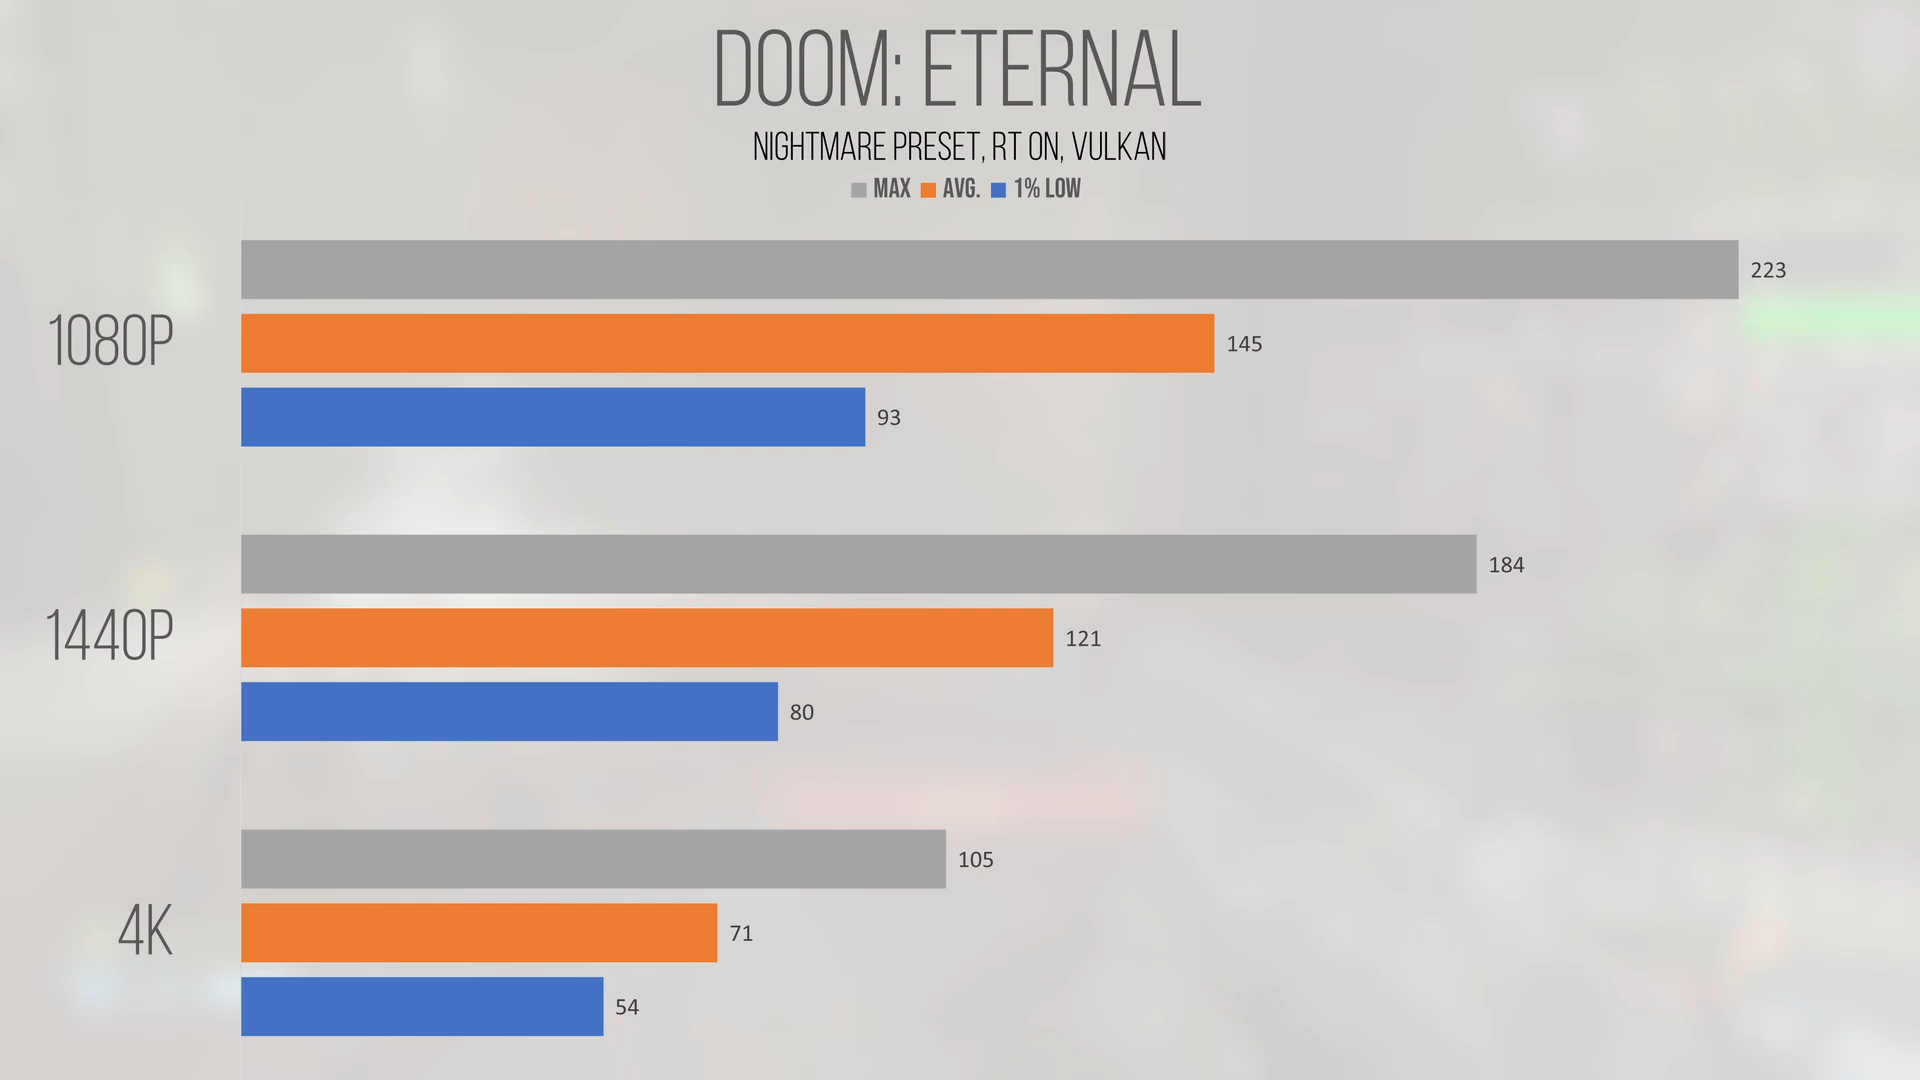 DOOM: ETERNAL
NIGHTMARE PRESET, RT ON, VULKAN
MAX AVG. 1% LOW
223
1080P
145
93
184
1440P
121
80
105
4K
71
54